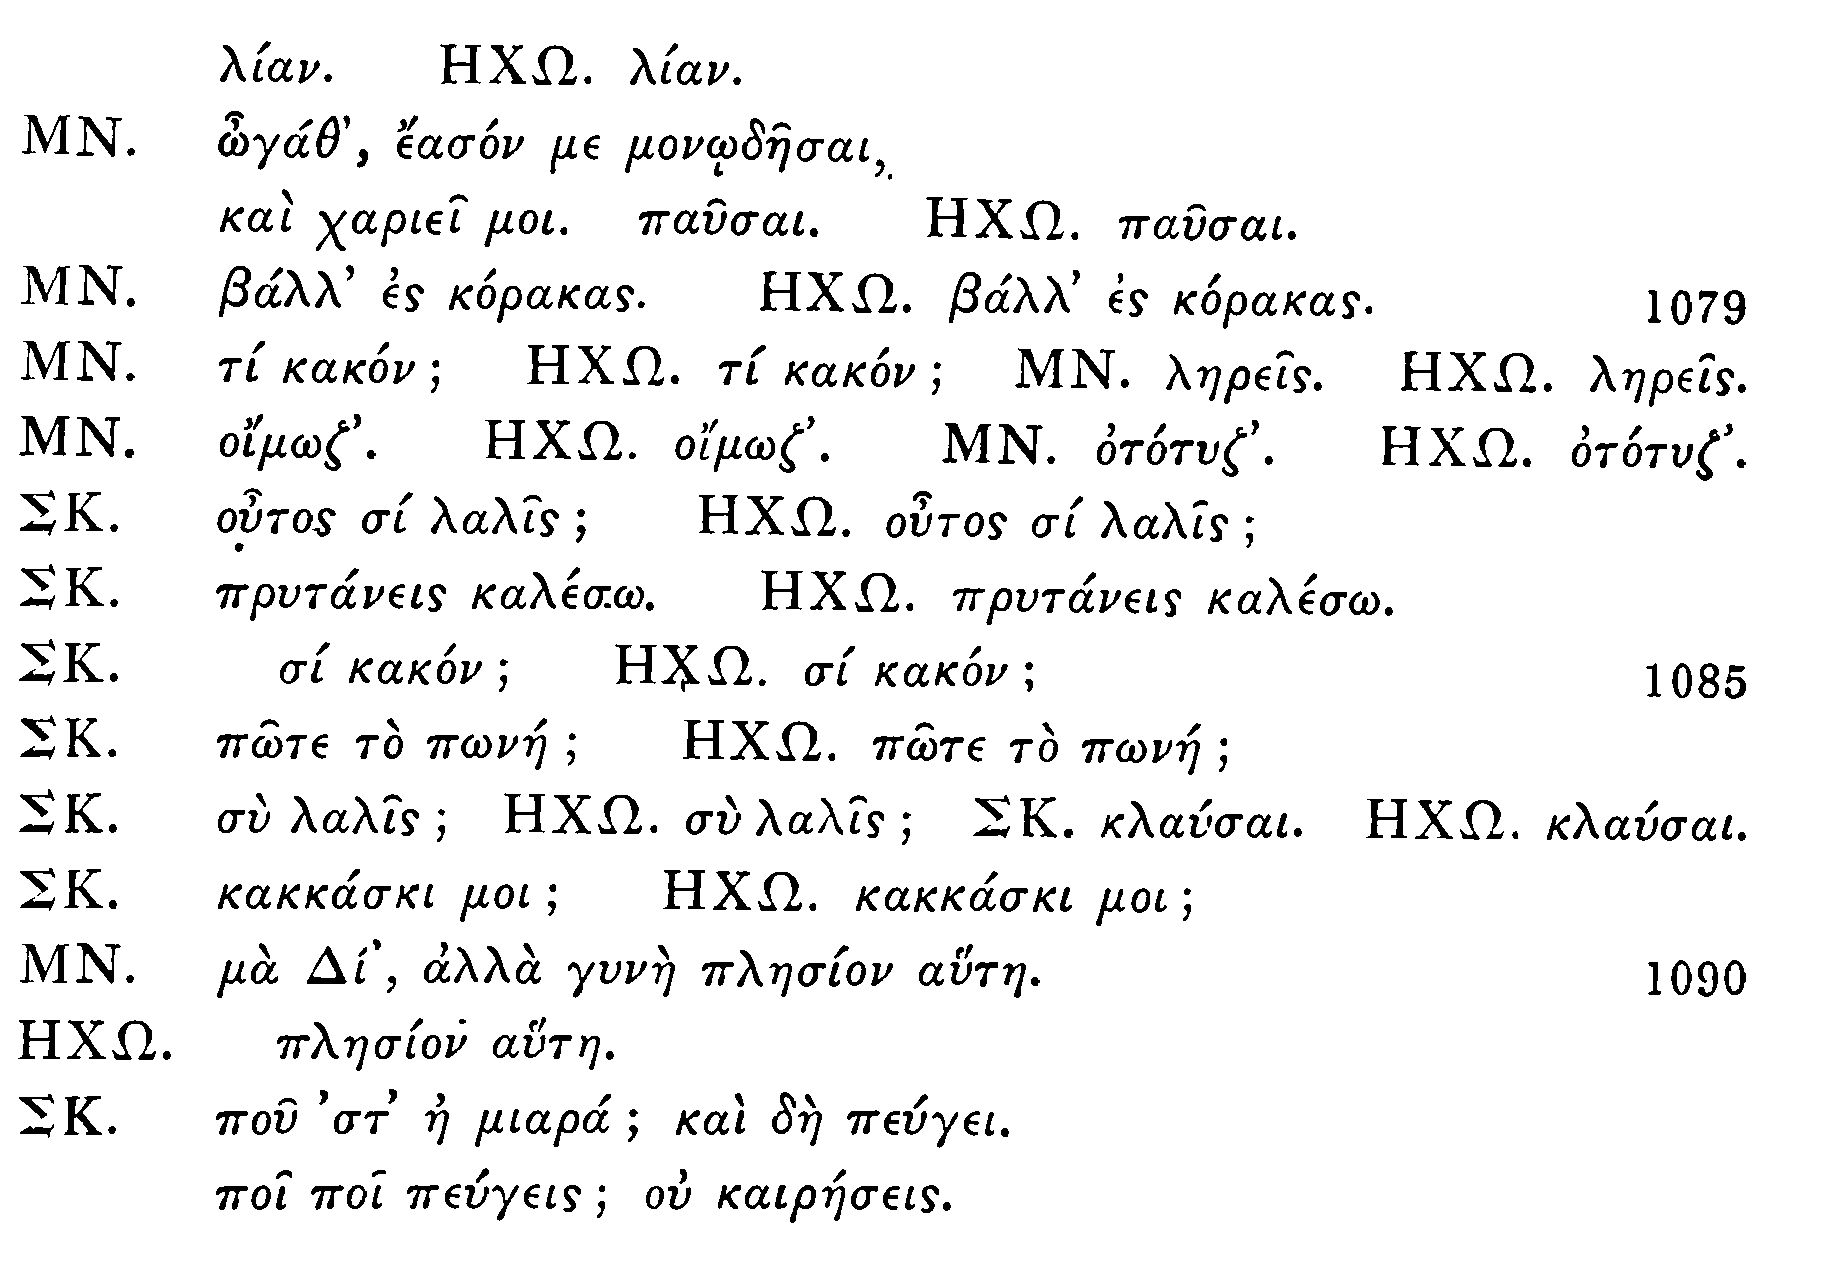 λίαν. ΗΧΩ. λίαν.
ΜΝ. ὦγάθ’, ἔασόν με μονῳδῆσαι,
καὶ χαριεῖ μοι. παῦσαι. ΗΧΩ. παῦσαι.
ΜΝ. βάλλ’ ἐς κόρακας. ΗΧΩ. βάλλ’ ἐς κόρακας. 1079
ΜΝ. τί κακόν; ΗΧΩ. τί κακόν; ΜΝ. ληρεῖς. ΗΧΩ. ληρεῖς.
ΜΝ. οἴμωζ’. ΗΧΩ. οἴμωζ’. ΜΝ. ὀτότυζ’. ΗΧΩ. ὀτότυζ’.
ΣΚ. οὖτος σί λαλῖς; ΗΧΩ. οὖτος σί λαλῖς;
ΣΚ. πρυτάνεις καλέσω. ΗΧΩ. πρυτάνεις καλέσω.
ΣΚ. σί κακόν; ΗΧΩ. σί κακόν; 1085
ΣΚ. πῶτε τὸ πωνή; ΗΧΩ. πῶτε τὸ πωνή;
ΣΚ. σὺ λαλῖς; ΗΧΩ. σὺ λαλῖς; ΣΚ. κλαύσαι. ΗΧΩ. κλαύσαι.
ΣΚ. κακκάσκι μοι; ΗΧΩ. κακκάσκι μοι;
ΜΝ. μὰ Δί’, ἀλλὰ γυνὴ πλησίον αὕτη. 1090
ΗΧΩ. πλησίον αὕτη.
ΣΚ. ποῦ ’στ’ ἠ μιαρά; καὶ δὴ πεύγει.
ποῖ ποῖ πεύγεις; οὐ καιρήσεις.